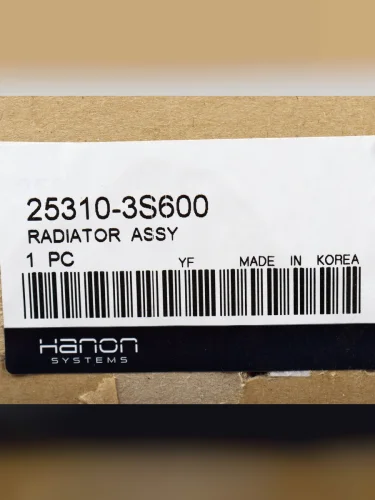 25310-3S600
RADIATOR ASSY
1 PC YF MADE IN KOREA
Hanon
SYSTEMS